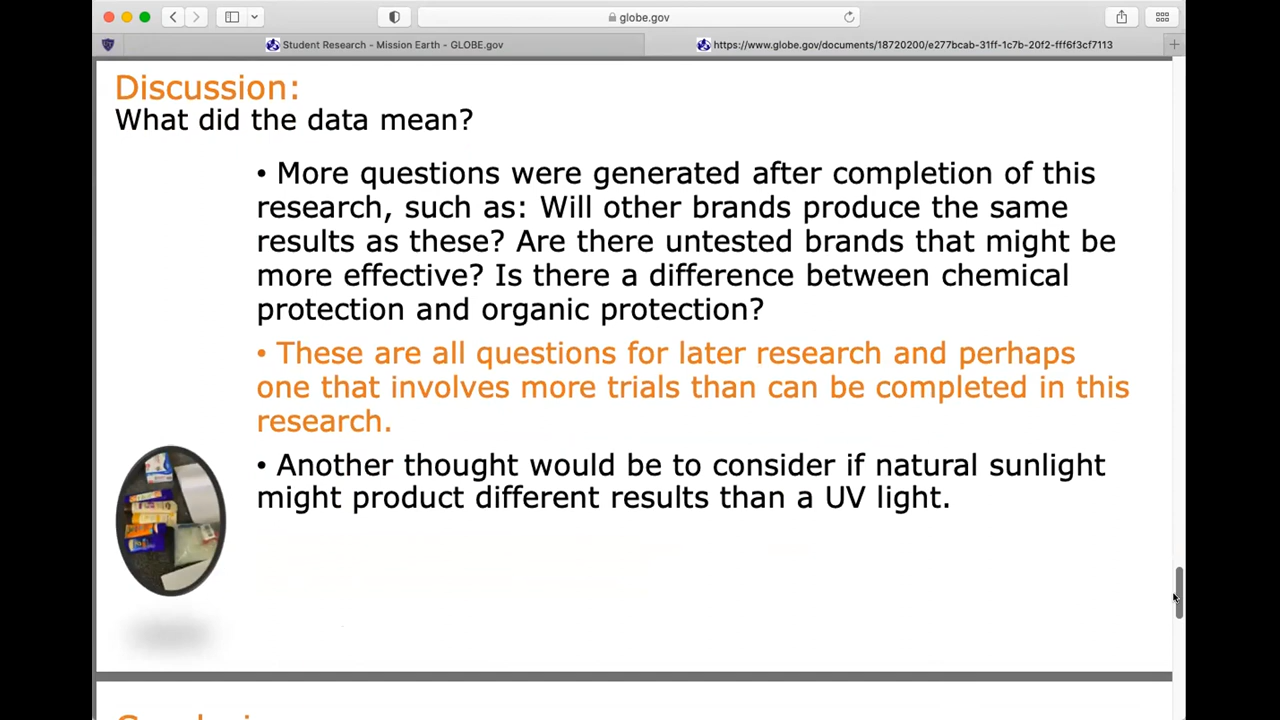 globe.gov
Student Research - Mission Earth - GLOBE.gov
https://www.globe.gov/documents/18720200/e277bcab-31ff-1c7b-20f2-fff6f3cf7113
Discussion:
What did the data mean?
• More questions were generated after completion of this
research, such as: Will other brands produce the same
results as these? Are there untested brands that might be
more effective? Is there a difference between chemical
protection and organic protection?
• These are all questions for later research and perhaps
one that involves more trials than can be completed in this
research.
• Another thought would be to consider if natural sunlight
might product different results than a UV light.